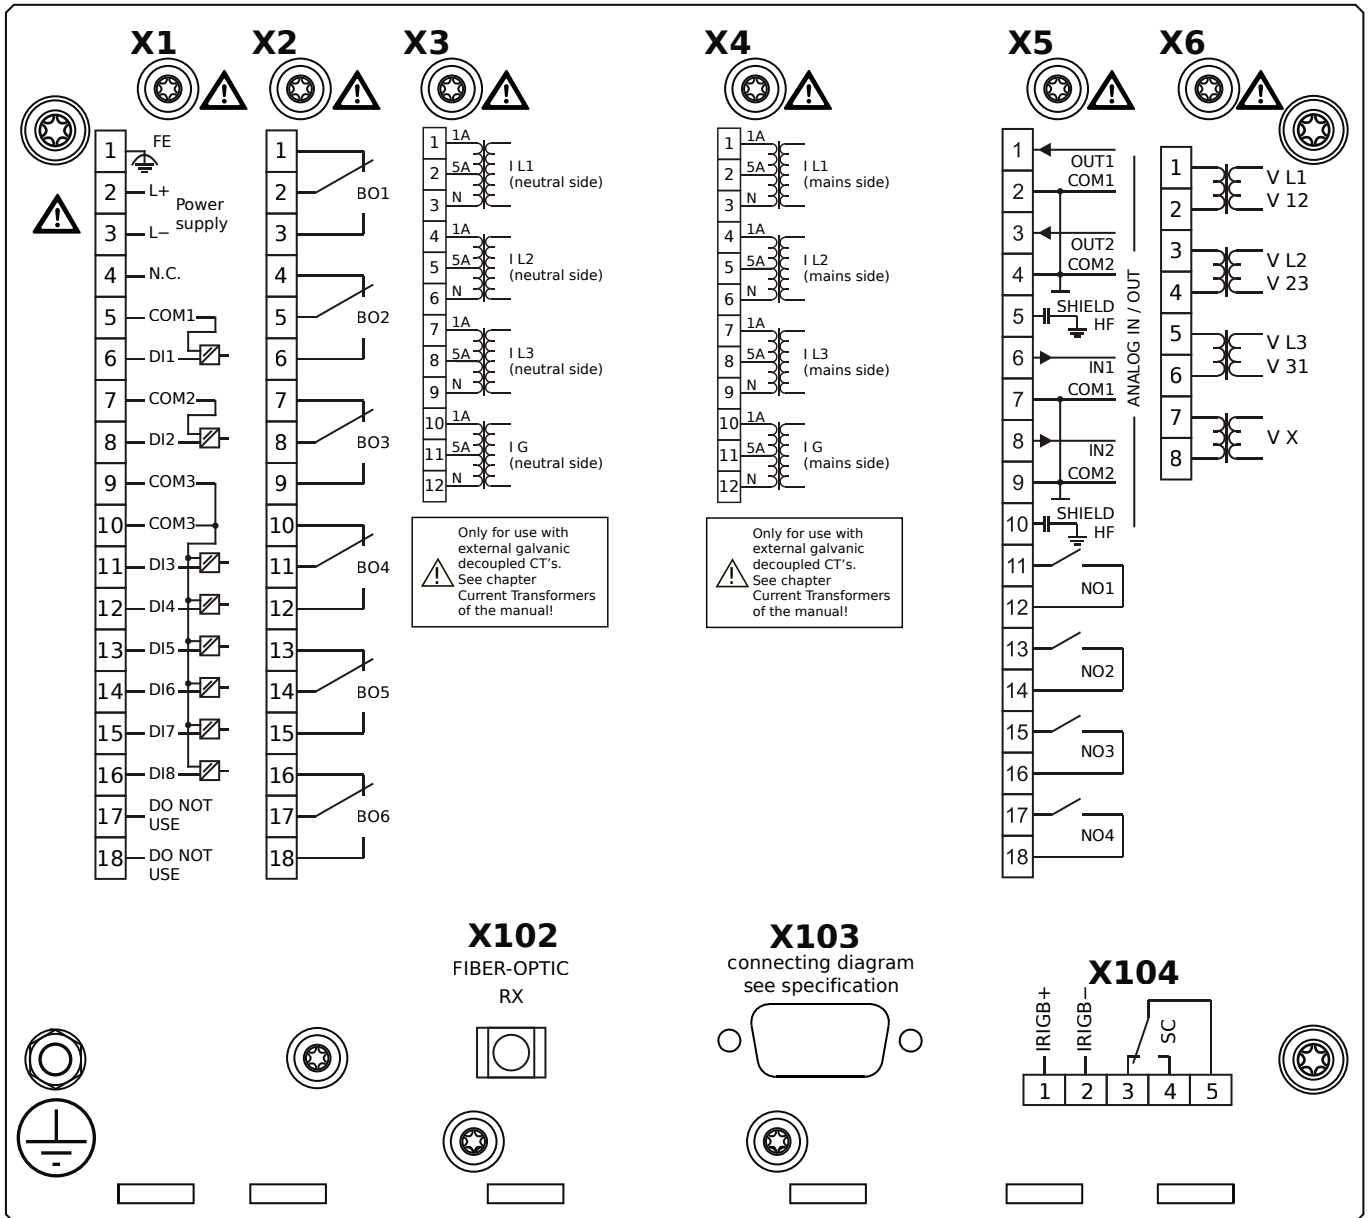 X1
1
FE
2
L+
Power
supply
3
L−
4
N.C.
5
COM1
6
DI1
7
COM2
8
DI2
9
COM3
10
COM3
11
DI3
12
DI4
13
DI5
14
DI6
15
DI7
16
DI8
17
DO NOT
USE
18
DO NOT
USE
X2
1
2
BO1
3
4
5
BO2
6
7
8
BO3
9
10
11
BO4
12
13
14
BO5
15
16
17
BO6
18
X3
1
1A
2
5A
I L1
(neutral side)
3
N
4
1A
5
5A
I L2
(neutral side)
6
N
7
1A
8
5A
I L3
(neutral side)
9
N
10
1A
11
5A
I G
(neutral side)
12
N
Only for use with
external galvanic
decoupled CT's.
See chapter
Current Transformers
of the manual!
X4
1
1A
2
5A
I L1
(mains side)
3
N
4
1A
5
5A
I L2
(mains side)
6
N
7
1A
8
5A
I L3
(mains side)
9
N
10
1A
11
5A
I G
(mains side)
12
N
Only for use with
external galvanic
decoupled CT's.
See chapter
Current Transformers
of the manual!
X5
1
OUT1
2
COM1
3
OUT2
4
COM2
5
SHIELD
HF
6
IN1
7
COM1
8
IN2
9
COM2
10
SHIELD
HF
ANALOG IN / OUT
11
NO1
12
13
NO2
14
15
NO3
16
17
NO4
18
X6
1
V L1
2
V 12
3
V L2
4
V 23
5
V L3
6
V 31
7
V X
8
X102
FIBER-OPTIC
RX
X103
connecting diagram
see specification
X104
IRIGB+
IRIGB−
SC
1 2 3 4 5